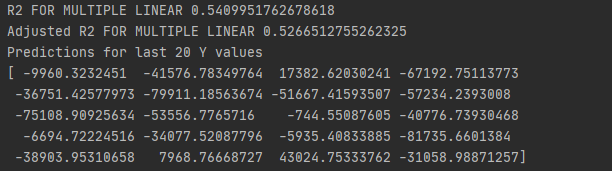 R2 FOR MULTIPLE LINEAR 0.5409951762678618
Adjusted R2 FOR MULTIPLE LINEAR 0.5266512755262325
Predictions for last 20 Y values
[ -9960.3232451  -41576.78349764  17382.62030241 -67192.75113773
 -36751.42577973 -79911.18563674 -51667.41593507 -57234.2393008
 -75108.90925634 -53556.7765716    -744.55087605 -40776.73930468
  -6694.72224516 -34077.52087796  -5935.40833885 -81735.6601384
 -38903.95310658   7968.76668727  43024.75333762 -31058.98871257]